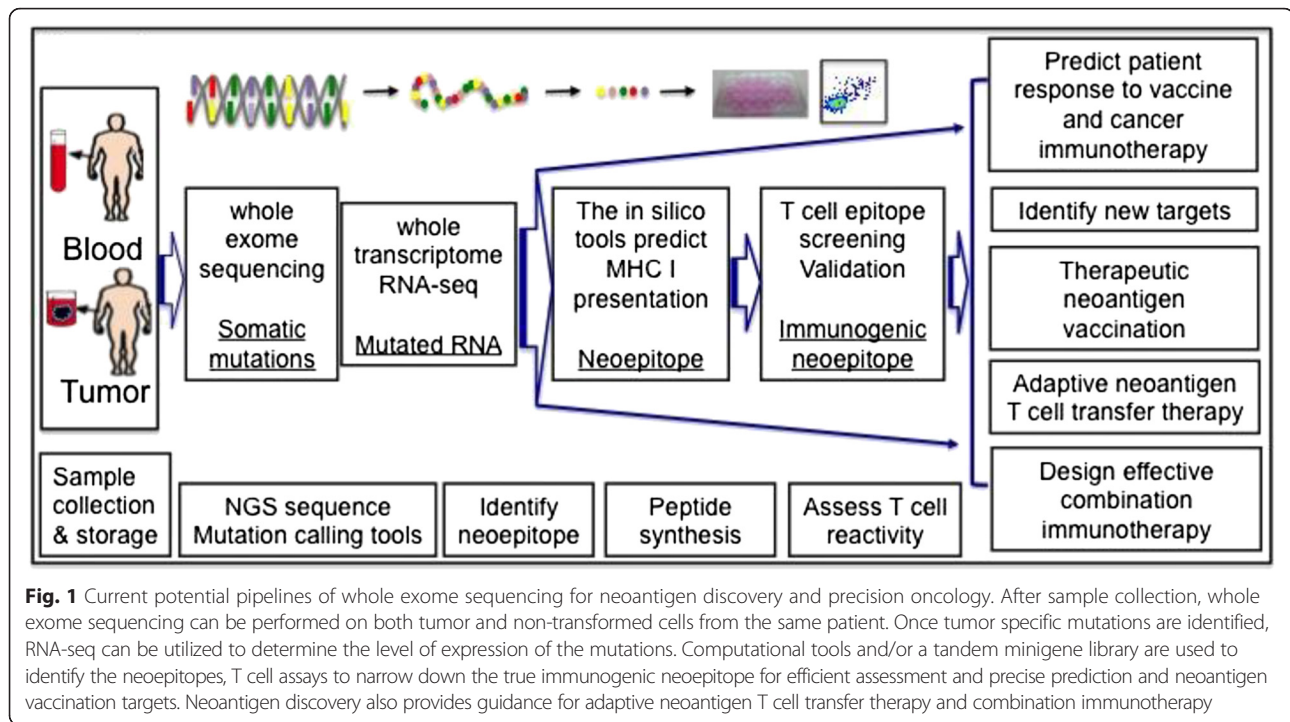 Blood
Tumor
whole
exome
sequencing
Somatic
mutations
whole
transcriptome
RNA-seq
Mutated RNA
The in silico
tools predict
MHC I
presentation
Neoepitope
T cell epitope
screening
Validation
Immunogenic
neoepitope
Predict patient
response to vaccine
and cancer
immunotherapy
Identify new targets
Therapeutic
neoantigen
vaccination
Adaptive neoantigen
T cell transfer therapy
Design effective
combination
immunotherapy
Sample
collection
& storage
NGS sequence
Mutation calling tools
Identify
neoepitope
Peptide
synthesis
Assess T cell
reactivity
Fig. 1 Current potential pipelines of whole exome sequencing for neoantigen discovery and precision oncology. After sample collection, whole
exome sequencing can be performed on both tumor and non-transformed cells from the same patient. Once tumor specific mutations are identified,
RNA-seq can be utilized to determine the level of expression of the mutations. Computational tools and/or a tandem minigene library are used to
identify the neoepitopes, T cell assays to narrow down the true immunogenic neoepitope for efficient assessment and precise prediction and neoantigen
vaccination targets. Neoantigen discovery also provides guidance for adaptive neoantigen T cell transfer therapy and combination immunotherapy